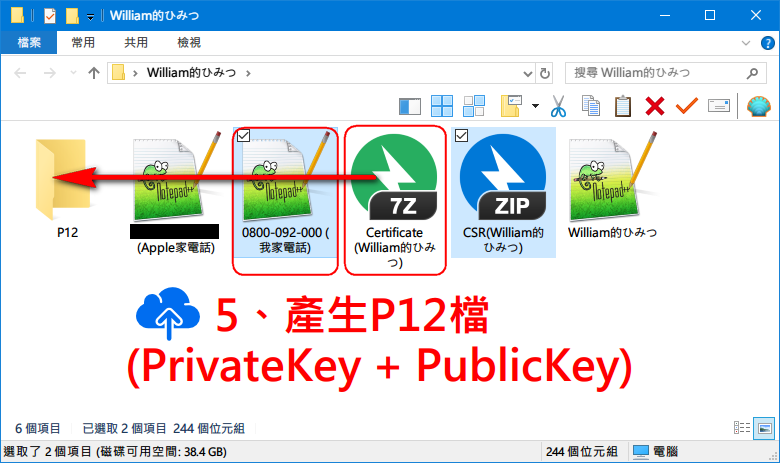 William的ひみつ
檔案 常用 共用 檢視
William的ひみつ
搜尋 William的ひみつ
Notepad++
Notepad++
7Z
ZIP
Notepad++
P12
(Apple家電話)
0800-092-000 (
我家電話)
Certificate
(William的ひみ
つ)
CSR(William的
ひみつ)
William的ひみつ
5、產生P12檔
(PrivateKey + PublicKey)
6 個項目 已選取 2 個項目 244 個位元組
選取了 2 個項目 (磁碟可用空間: 38.4 GB) 244 個位元組 電腦